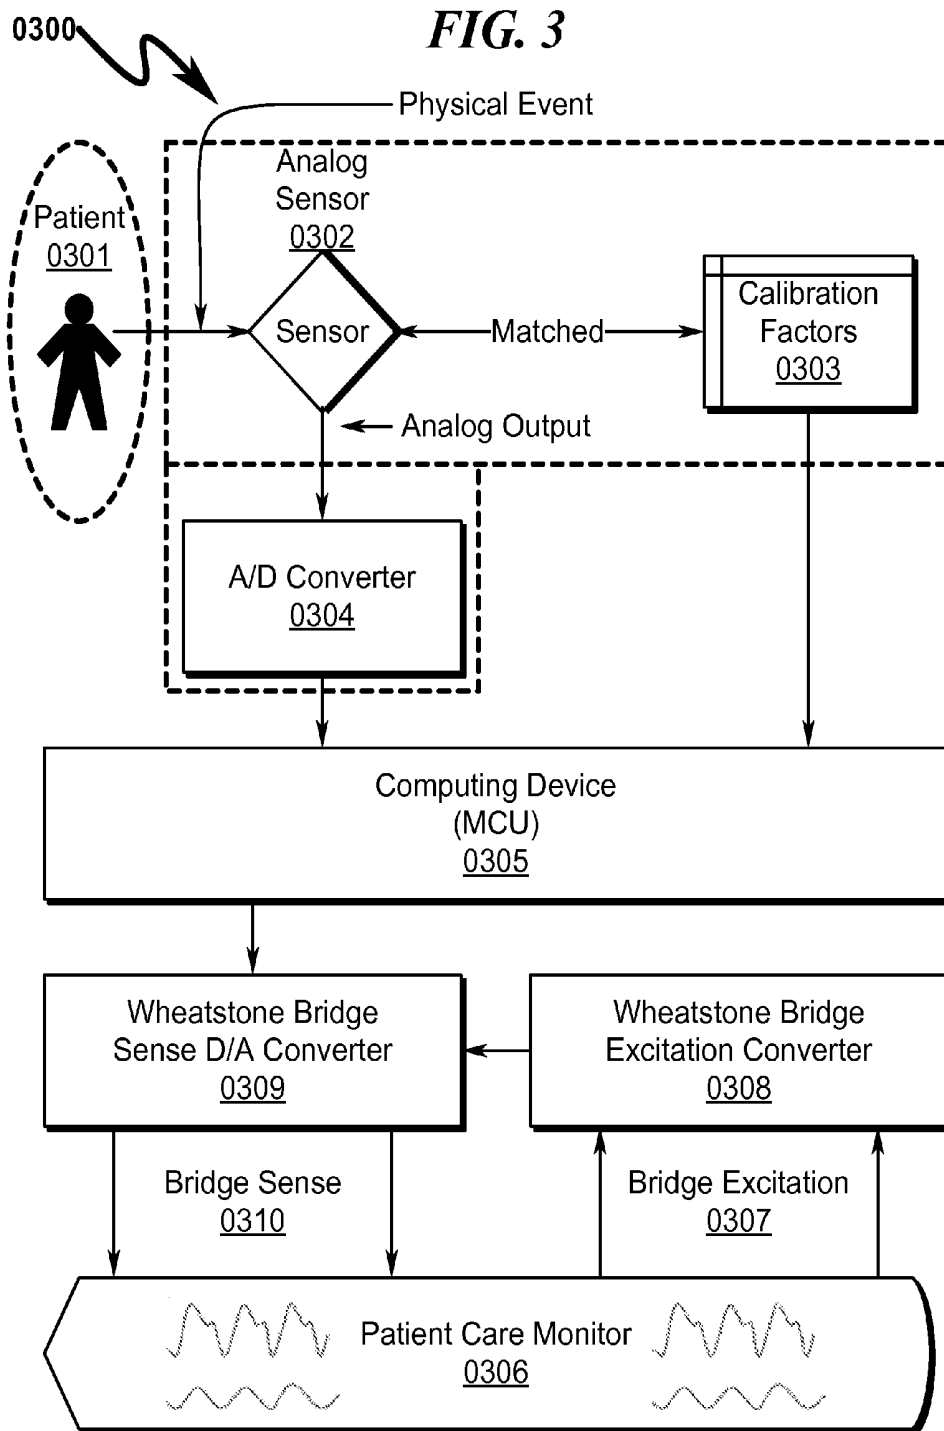 0300
FIG. 3
Physical Event
Analog
Sensor
0302
Patient
0301
Sensor
Matched
Calibration
Factors
0303
Analog Output
A/D Converter
0304
Computing Device
(MCU)
0305
Wheatstone Bridge
Sense D/A Converter
0309
Wheatstone Bridge
Excitation Converter
0308
Bridge Sense
0310
Bridge Excitation
0307
Patient Care Monitor
0306